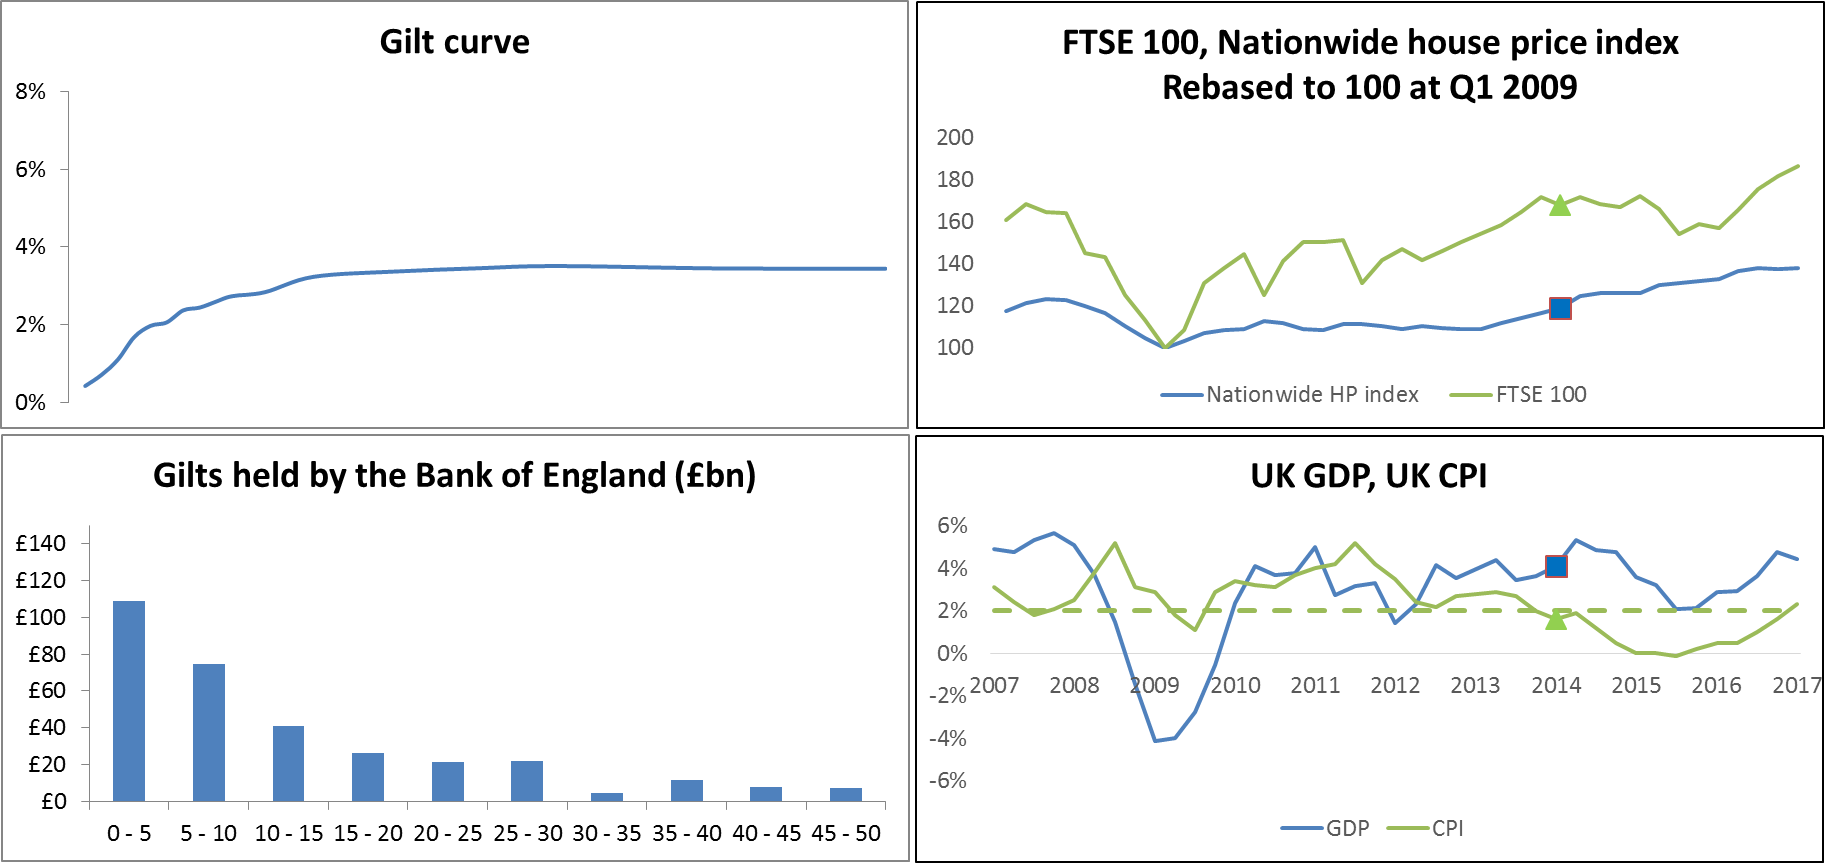 Gilt curve
8%
6%
4%
2%
0%
FTSE 100, Nationwide house price index
Rebased to 100 at Q1 2009
200
180
160
140
120
100
Nationwide HP index FTSE 100
Gilts held by the Bank of England (£bn)
£140
£120
£100
£80
£60
£40
£20
£0
0 - 5 5 - 10 10 - 15 15 - 20 20 - 25 25 - 30 30 - 35 35 - 40 40 - 45 45 - 50
UK GDP, UK CPI
6%
4%
2%
0%
2007 2008 2009 2010 2011 2012 2013 2014 2015 2016 2017
-2%
-4%
-6%
GDP CPI